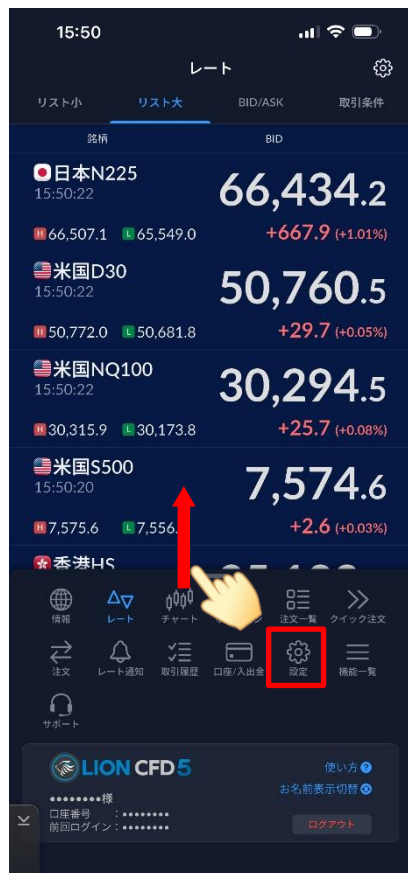 15:50
レート
リスト小 リスト大 BID/ASK 取引条件
銘柄 BID
日本N225
15:50:22
66,434.2
H 66,507.1 L 65,549.0 +667.9 (+1.01%)
米国D30
15:50:22
50,760.5
H 50,772.0 L 50,681.8 +29.7 (+0.05%)
米国NQ100
15:50:22
30,294.5
H 30,315.9 L 30,173.8 +25.7 (+0.08%)
米国S500
15:50:20
7,574.6
H 7,575.6 L 7,556. +2.6 (+0.03%)
香港HS
情報 レート チャート 注文一覧 クイック注文
注文 レート通知 取引履歴 口座/入出金 設定 機能一覧
サポート
LION CFD 5
使い方 ?
お名前表示切替
••••••••様
口座番号 :••••••••
前回ログイン:••••••••
ログアウト